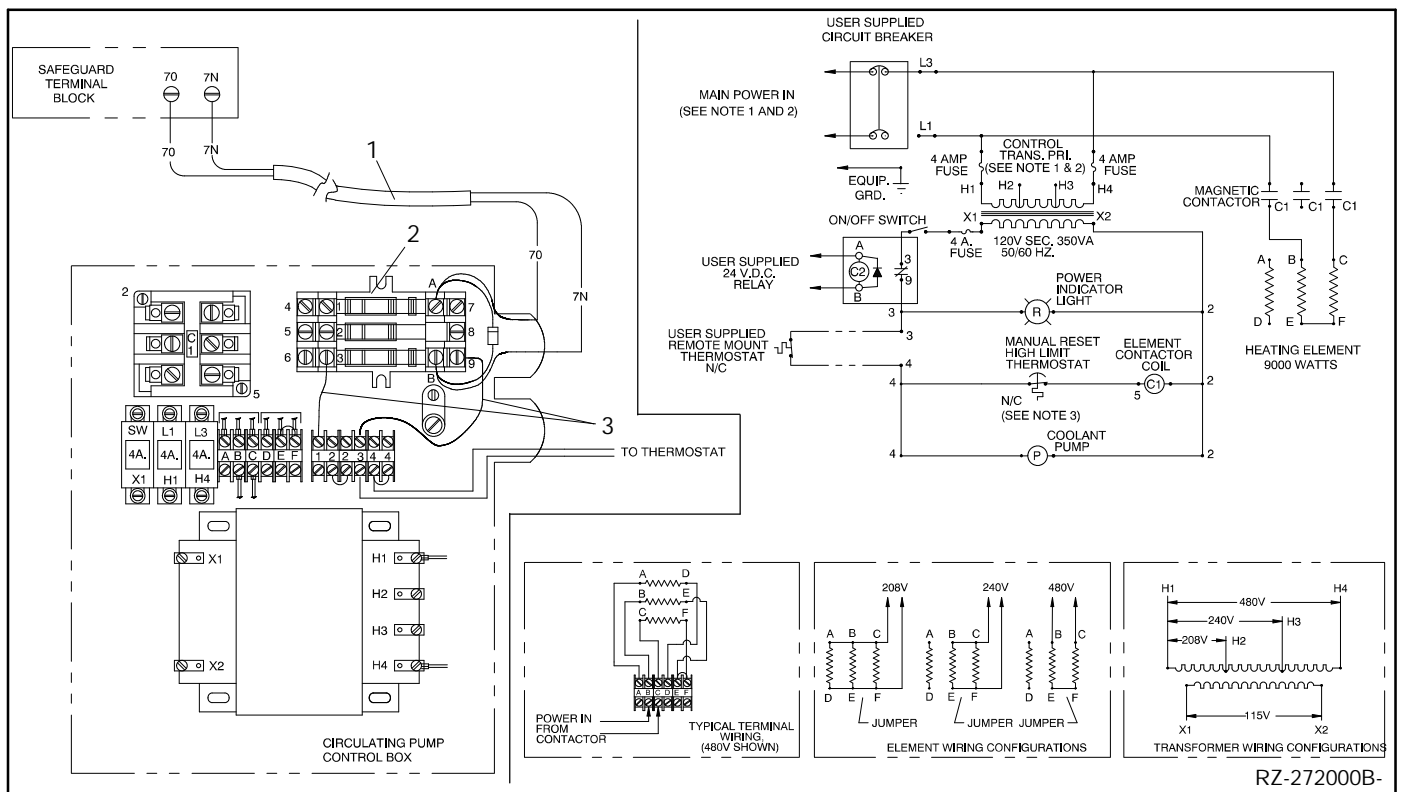 SAFEGUARD
TERMINAL
BLOCK
70 7N
70
7N
1
2
70
7N
2
C
1
5
A
4 1 7
5 2 8
6 3 9
B
3
SW L1 L3
4A. 4A. 4A.
X1 H1 H4
A B C D E F
1 2 2 3 4 4
TO THERMOSTAT
X1
X2
H1
H2
H3
H4
CIRCULATING PUMP
CONTROL BOX
USER SUPPLIED
CIRCUIT BREAKER
L3
MAIN POWER IN
(SEE NOTE 1 AND 2)
L1
CONTROL
TRANS. PRI.
(SEE NOTE 1 & 2)
4 AMP
FUSE
4 AMP
FUSE
H1 H2 H3 H4
EQUIP.
GRD.
MAGNETIC
CONTACTOR
C1 C1 C1
ON/OFF SWITCH
X1 X2
4 A.
FUSE
120V SEC. 350VA
50/60 HZ.
USER SUPPLIED
24 V.D.C.
RELAY
A
C2
B
3
9
A B C
D E F
HEATING ELEMENT
9000 WATTS
POWER
INDICATOR
LIGHT
3 R 2
USER SUPPLIED
REMOTE MOUNT
THERMOSTAT
N/C
3
4
MANUAL RESET
HIGH LIMIT
THERMOSTAT
ELEMENT
CONTACTOR
COIL
4 5 C1 2
N/C
(SEE NOTE 3)
COOLANT
PUMP
4 P 2
A D
B E
C F
A B C D E F
POWER IN
FROM
CONTACTOR
TYPICAL TERMINAL
WIRING,
(480V SHOWN)
208V 240V 480V
A B C A B C A B C
D E F D E F D E F
JUMPER JUMPER JUMPER
ELEMENT WIRING CONFIGURATIONS
H1 H4
480V
240V H3
208V H2
115V
X1 X2
TRANSFORMER WIRING CONFIGURATIONS
RZ-272000B-